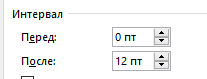 Интервал
Перед: 0 пт
После: 12 пт